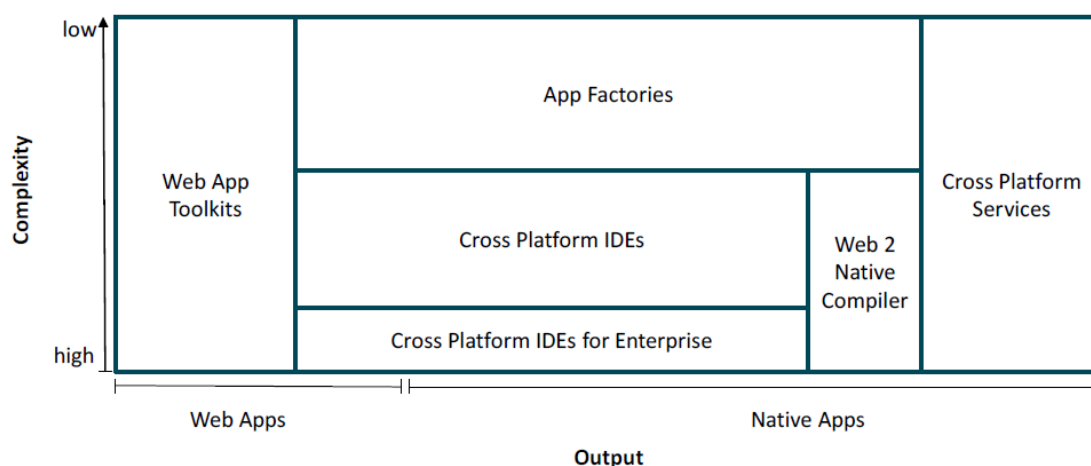 low
App Factories
Complexity
Web App
Toolkits
Cross Platform
Services
Cross Platform IDEs
Web 2
Native
Compiler
Cross Platform IDEs for Enterprise
high
Web Apps
Native Apps
Output